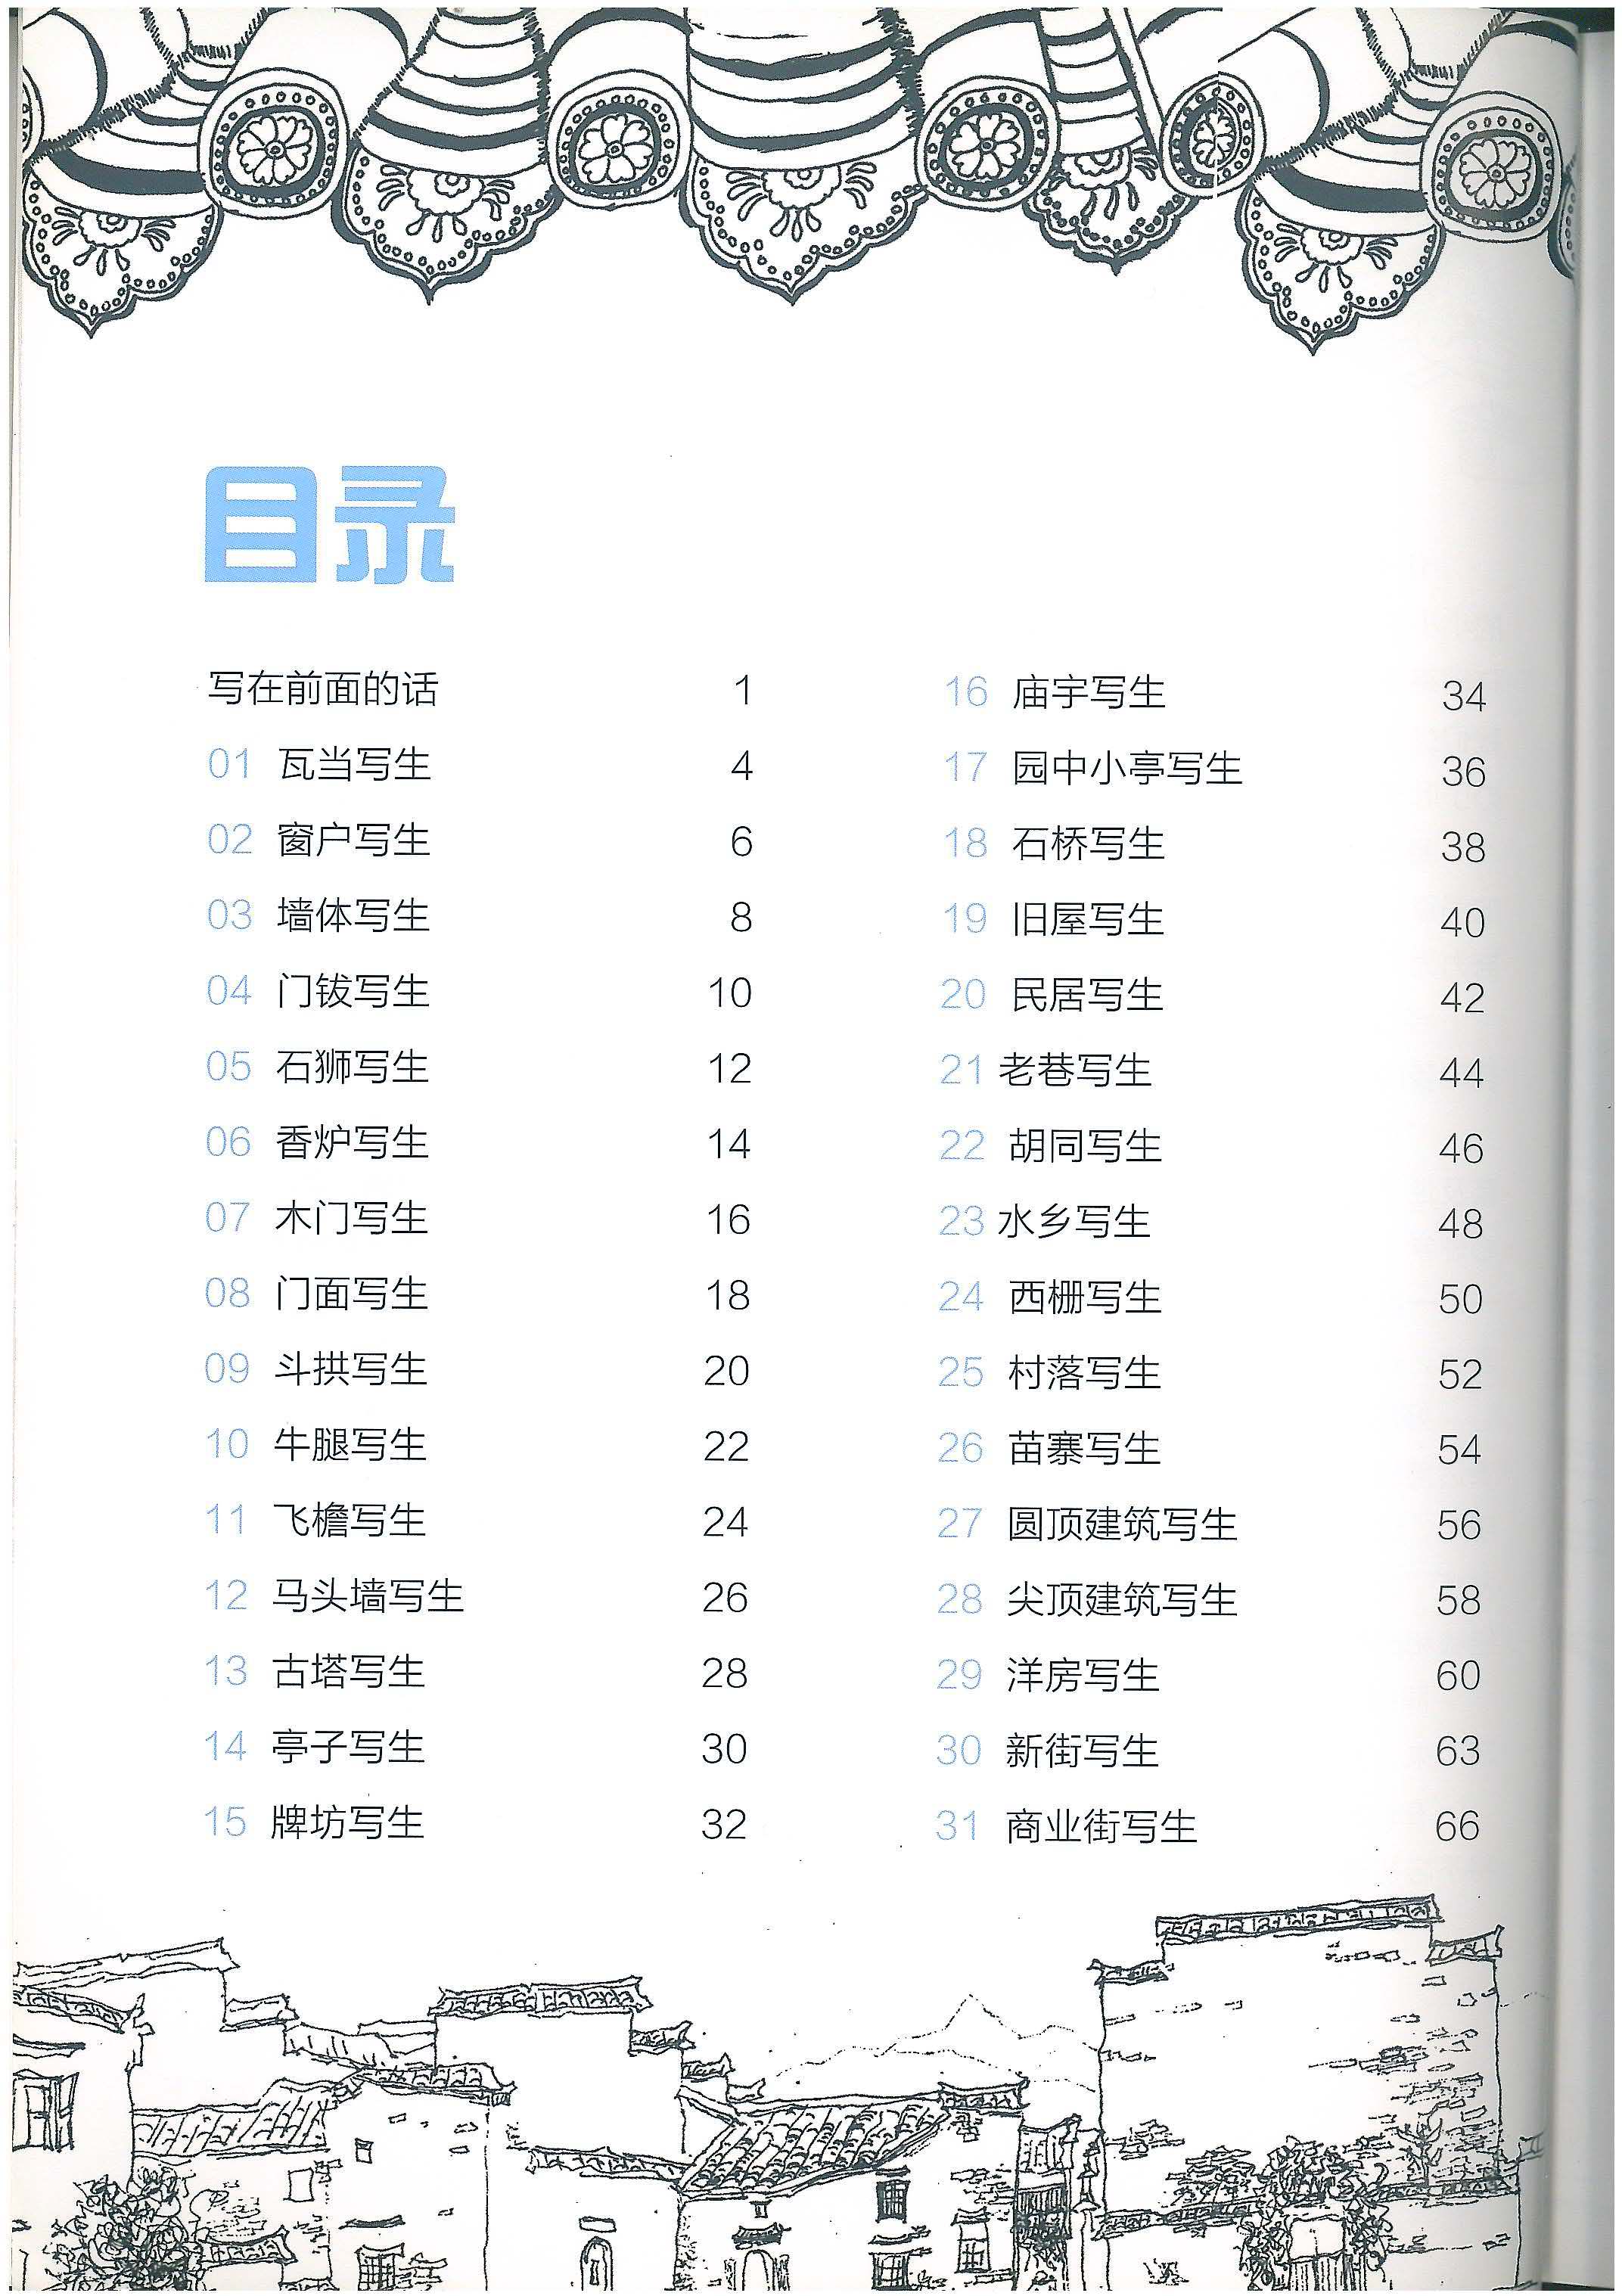 目录
写在前面的话 1
01 瓦当写生 4
02 窗户写生 6
03 墙体写生 8
04 门钹写生 10
05 石狮写生 12
06 香炉写生 14
07 木门写生 16
08 门面写生 18
09 斗拱写生 20
10 牛腿写生 22
11 飞檐写生 24
12 马头墙写生 26
13 古塔写生 28
14 亭子写生 30
15 牌坊写生 32
16 庙宇写生 34
17 园中小亭写生 36
18 石桥写生 38
19 旧屋写生 40
20 民居写生 42
21 老巷写生 44
22 胡同写生 46
23 水乡写生 48
24 西栅写生 50
25 村落写生 52
26 苗寨写生 54
27 圆顶建筑写生 56
28 尖顶建筑写生 58
29 洋房写生 60
30 新街写生 63
31 商业街写生 66